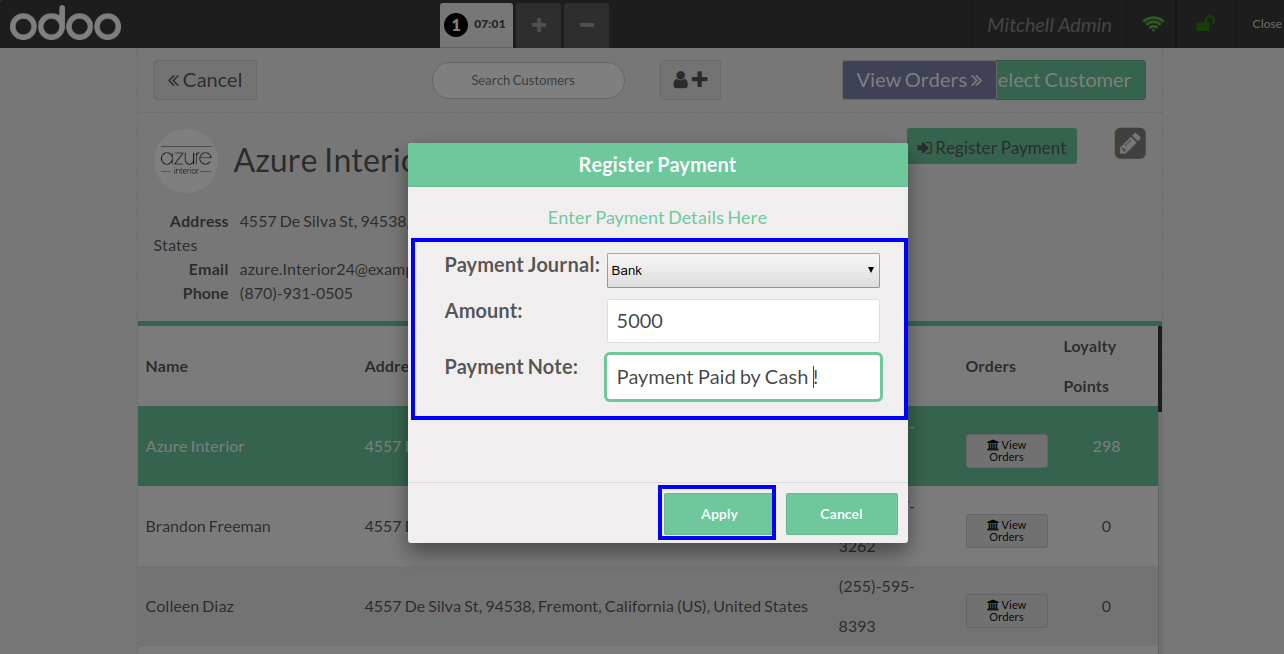 odoo
1 07:01 + −
Mitchell Admin
Close
« Cancel
Search Customers
View Orders »
elect Customer
azure
interior
Azure Interio
Register Payment
Address 4557 De Silva St, 94538
States
Email azure.Interior24@exam
Phone (870)-931-0505
Register Payment
Enter Payment Details Here
Payment Journal: Bank
Amount: 5000
Payment Note: Payment Paid by Cash !
Apply
Cancel
Name
Addre
Orders
Loyalty
Points
Azure Interior
4557
View
Orders
298
Brandon Freeman
4557
3262
View
Orders
0
Colleen Diaz
4557 De Silva St, 94538, Fremont, California (US), United States
(255)-595-
8393
View
Orders
0